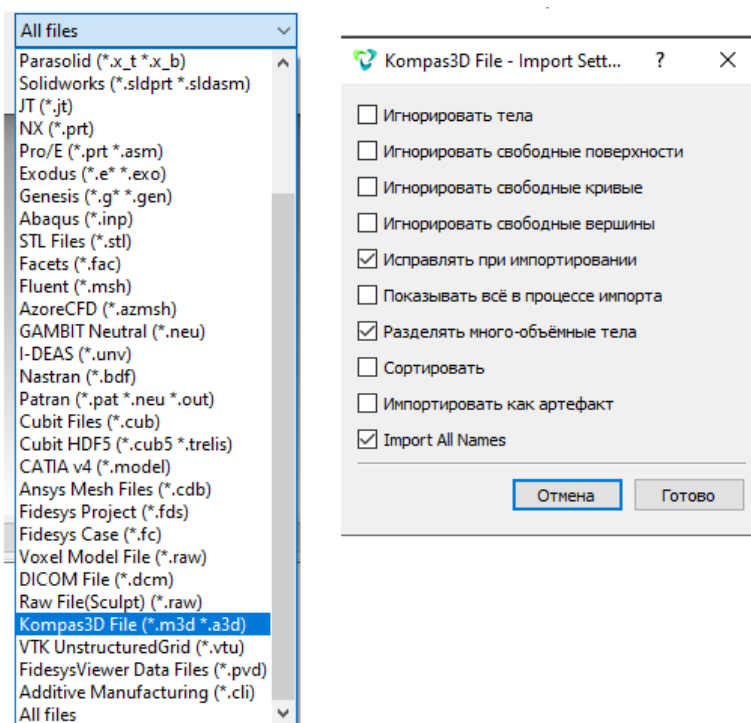 All files
Parasolid (*.x_t *.x_b)
Solidworks (*.sldprt *.sldasm)
JT (*.jt)
NX (*.prt)
Pro/E (*.prt *.asm)
Exodus (*.e* *.exo)
Genesis (*.g* *.gen)
Abaqus (*.inp)
STL Files (*.stl)
Facets (*.fac)
Fluent (*.msh)
AzoreCFD (*.azmsh)
GAMBIT Neutral (*.neu)
I-DEAS (*.unv)
Nastran (*.bdf)
Patran (*.pat *.neu *.out)
Cubit Files (*.cub)
Cubit HDF5 (*.cub5 *.trelis)
CATIA v4 (*.model)
Ansys Mesh Files (*.cdb)
Fidesys Project (*.fds)
Fidesys Case (*.fc)
Voxel Model File (*.raw)
DICOM File (*.dcm)
Raw File(Sculpt) (*.raw)
Kompas3D File (*.m3d *.a3d)
VTK UnstructuredGrid (*.vtu)
FidesysViewer Data Files (*.pvd)
Additive Manufacturing (*.cli)
All files
Kompas3D File - Import Sett... ?
Игнорировать тела
Игнорировать свободные поверхности
Игнорировать свободные кривые
Игнорировать свободные вершины
Исправлять при импортировании
Показывать всё в процессе импорта
Разделять много-объёмные тела
Сортировать
Импортировать как артефакт
Import All Names
Отмена Готово